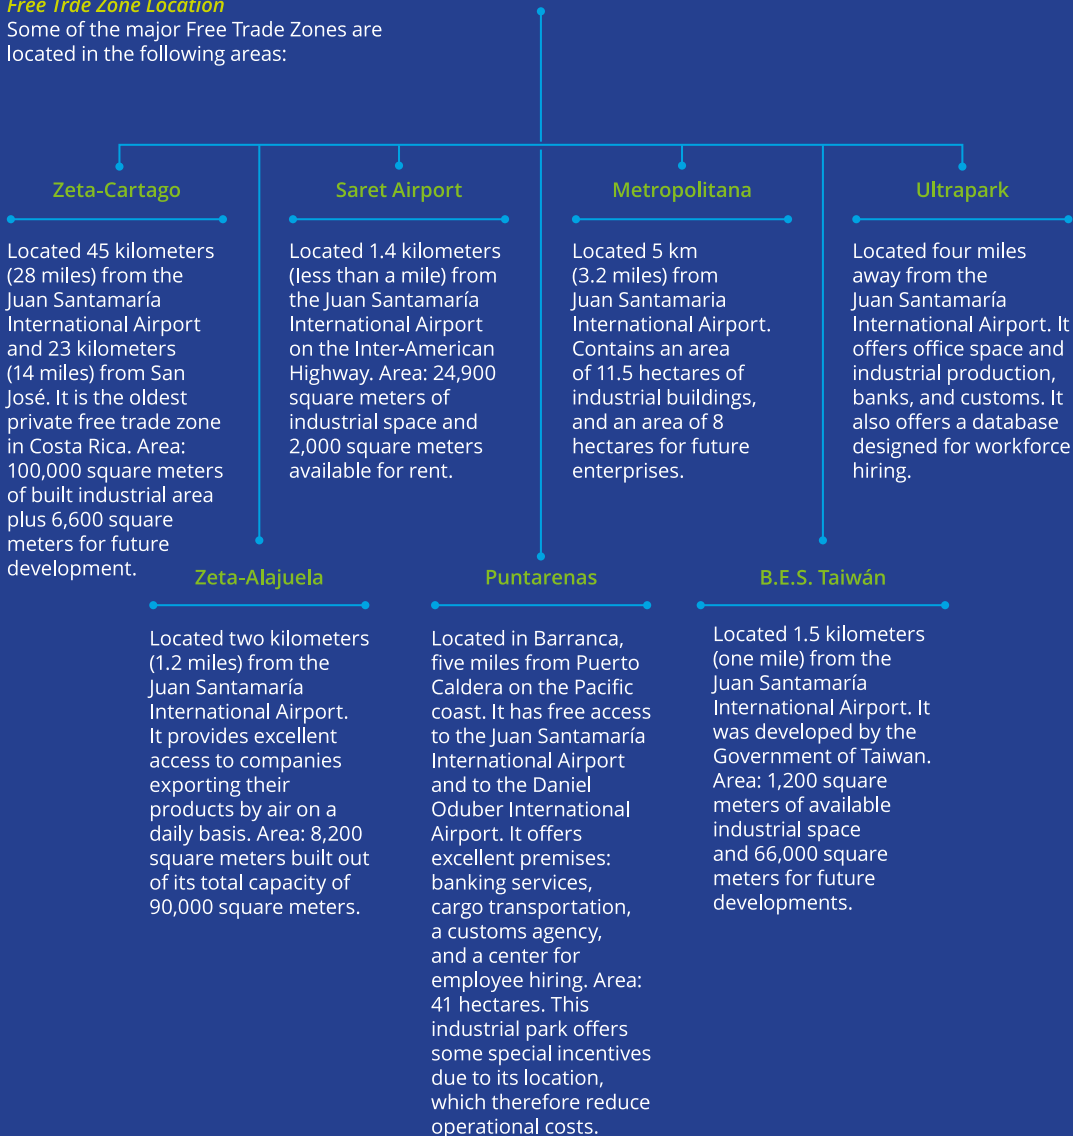 Free Trde Zone Location
Some of the major Free Trade Zones are
located in the following areas:
Zeta-Cartago
Located 45 kilometers
(28 miles) from the
Juan Santamaría
International Airport
and 23 kilometers
(14 miles) from San
José. It is the oldest
private free trade zone
in Costa Rica. Area:
100,000 square meters
of built industrial area
plus 6,600 square
meters for future
development.
Saret Airport
Located 1.4 kilometers
(less than a mile) from
the Juan Santamaría
International Airport
on the Inter-American
Highway. Area: 24,900
square meters of
industrial space and
2,000 square meters
available for rent.
Metropolitana
Located 5 km
(3.2 miles) from
Juan Santamaria
International Airport.
Contains an area
of 11.5 hectares of
industrial buildings,
and an area of 8
hectares for future
enterprises.
Ultrapark
Located four miles
away from the
Juan Santamaría
International Airport. It
offers office space and
industrial production,
banks, and customs. It
also offers a database
designed for workforce
hiring.
Zeta-Alajuela
Located two kilometers
(1.2 miles) from the
Juan Santamaría
International Airport.
It provides excellent
access to companies
exporting their
products by air on a
daily basis. Area: 8,200
square meters built out
of its total capacity of
90,000 square meters.
Puntarenas
Located in Barranca,
five miles from Puerto
Caldera on the Pacific
coast. It has free access
to the Juan Santamaría
International Airport
and to the Daniel
Oduber International
Airport. It offers
excellent premises:
banking services,
cargo transportation,
a customs agency,
and a center for
employee hiring. Area:
41 hectares. This
industrial park offers
some special incentives
due to its location,
which therefore reduce
operational costs.
B.E.S. Taiwán
Located 1.5 kilometers
(one mile) from the
Juan Santamaría
International Airport. It
was developed by the
Government of Taiwan.
Area: 1,200 square
meters of available
industrial space
and 66,000 square
meters for future
developments.